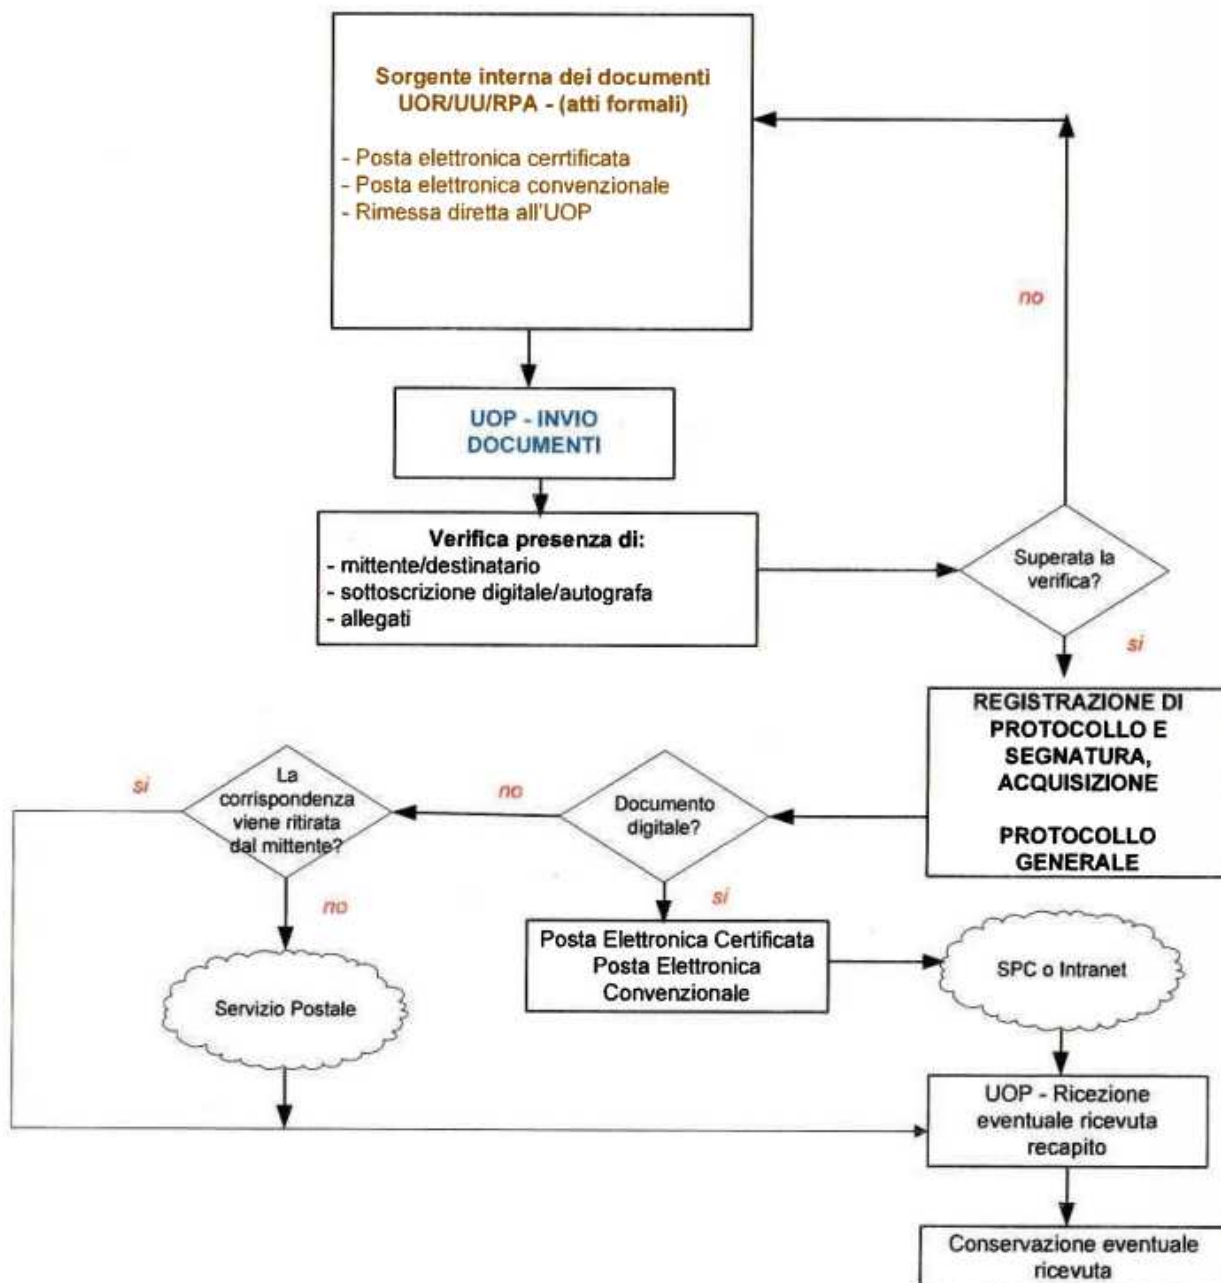 Sorgente interna dei documenti
UOR/UU/RPA - (atti formali)
- Posta elettronica cerrtificata
- Posta elettronica convenzionale
- Rimessa diretta all'UOP
no
UOP - INVIO
DOCUMENTI
Verifica presenza di:
- mittente/destinatario
- sottoscrizione digitale/autografa
- allegati
Superata la
verifica?
si
REGISTRAZIONE DI
PROTOCOLLO E
SEGNATURA,
ACQUISIZIONE
PROTOCOLLO
GENERALE
Documento
digitale?
no
La
corrispondenza
viene ritirata
dal mittente?
si
no
si
Posta Elettronica Certificata
Posta Elettronica
Convenzionale
SPC o Intranet
Servizio Postale
UOP - Ricezione
eventuale ricevuta
recapito
Conservazione eventuale
ricevuta